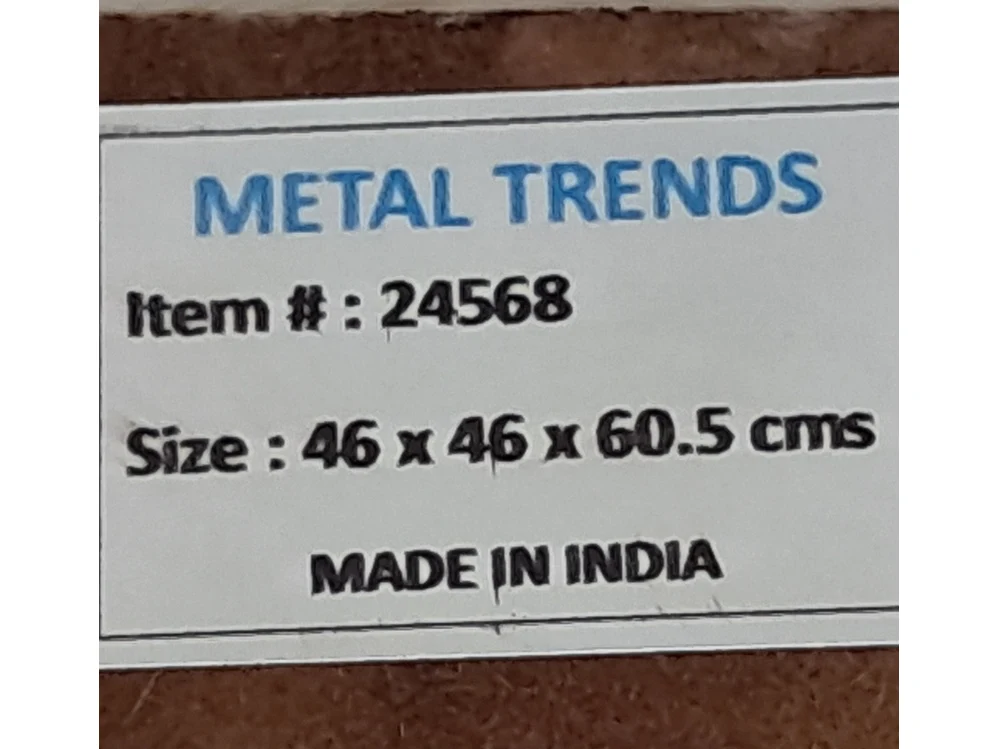 METAL TRENDS
Item # : 24568
Size : 46 x 46 x 60.5 cms
MADE IN INDIA